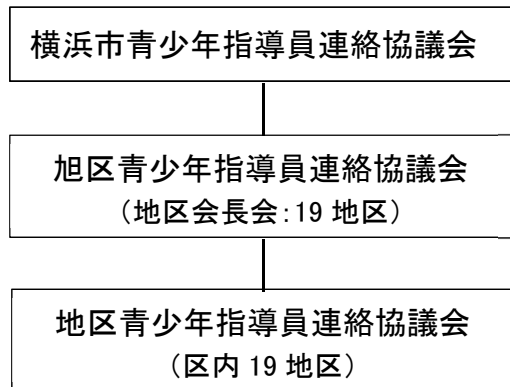 横浜市青少年指導員連絡協議会
旭区青少年指導員連絡協議会
（地区会長会：19 地区）
地区青少年指導員連絡協議会
（区内 19 地区）